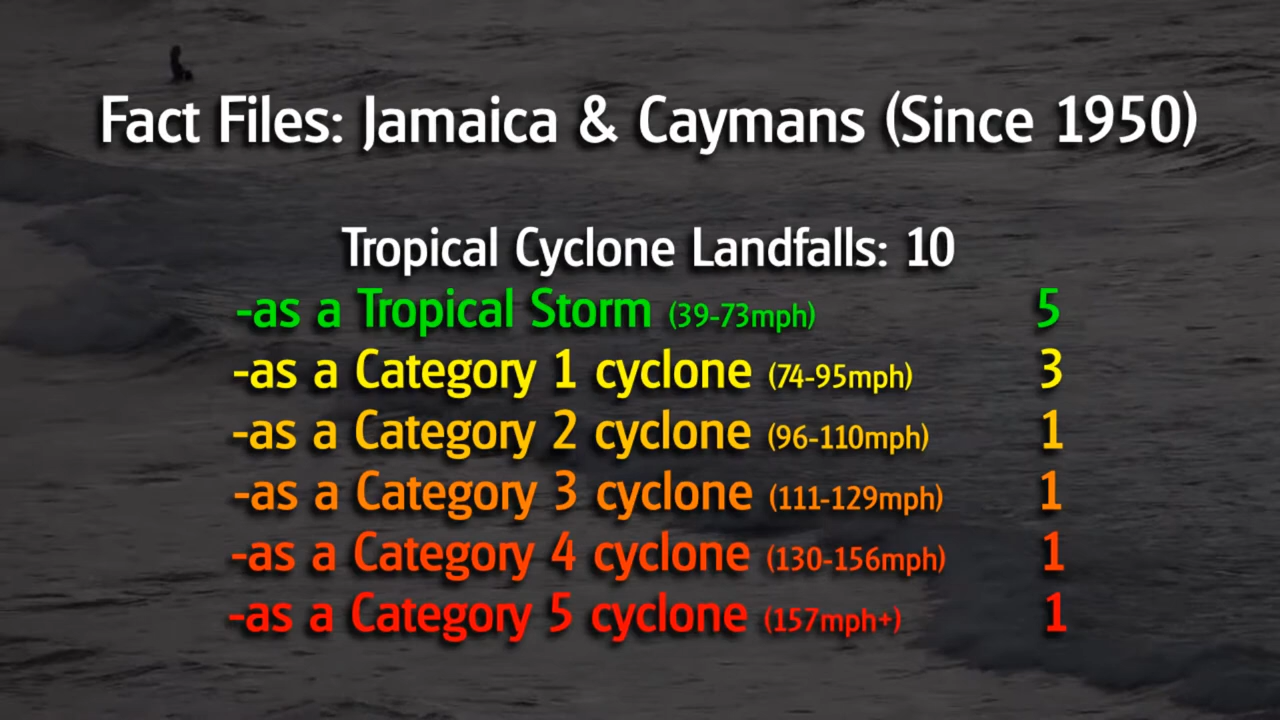 Fact Files: Jamaica & Caymans (Since 1950)
Tropical Cyclone Landfalls: 10
-as a Tropical Storm (39-73mph) 5
-as a Category 1 cyclone (74-95mph) 3
-as a Category 2 cyclone (96-110mph) 1
-as a Category 3 cyclone (111-129mph) 1
-as a Category 4 cyclone (130-156mph) 1
-as a Category 5 cyclone (157mph+) 1